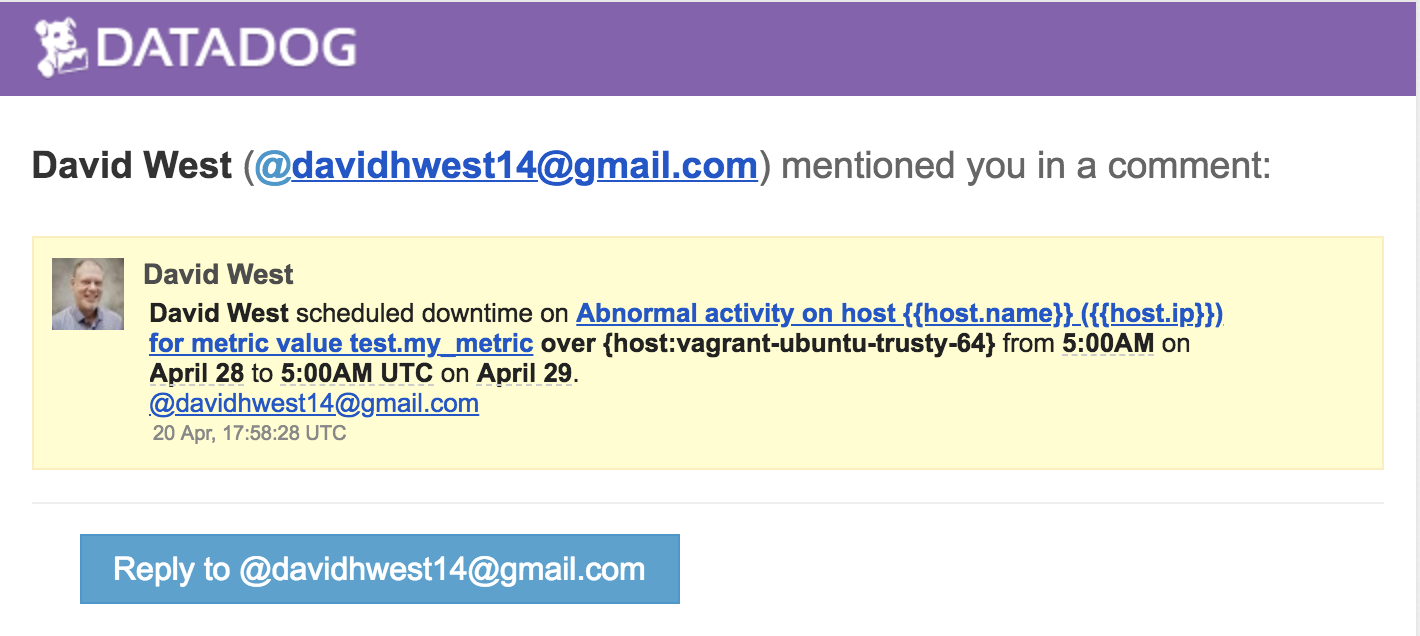 DATADOG
David West (@davidhwest14@gmail.com) mentioned you in a comment:
David West
David West scheduled downtime on Abnormal activity on host {{host.name}} ({{host.ip}})
for metric value test.my_metric over {host:vagrant-ubuntu-trusty-64} from 5:00AM on
April 28 to 5:00AM UTC on April 29.
@davidhwest14@gmail.com
20 Apr, 17:58:28 UTC
Reply to @davidhwest14@gmail.com